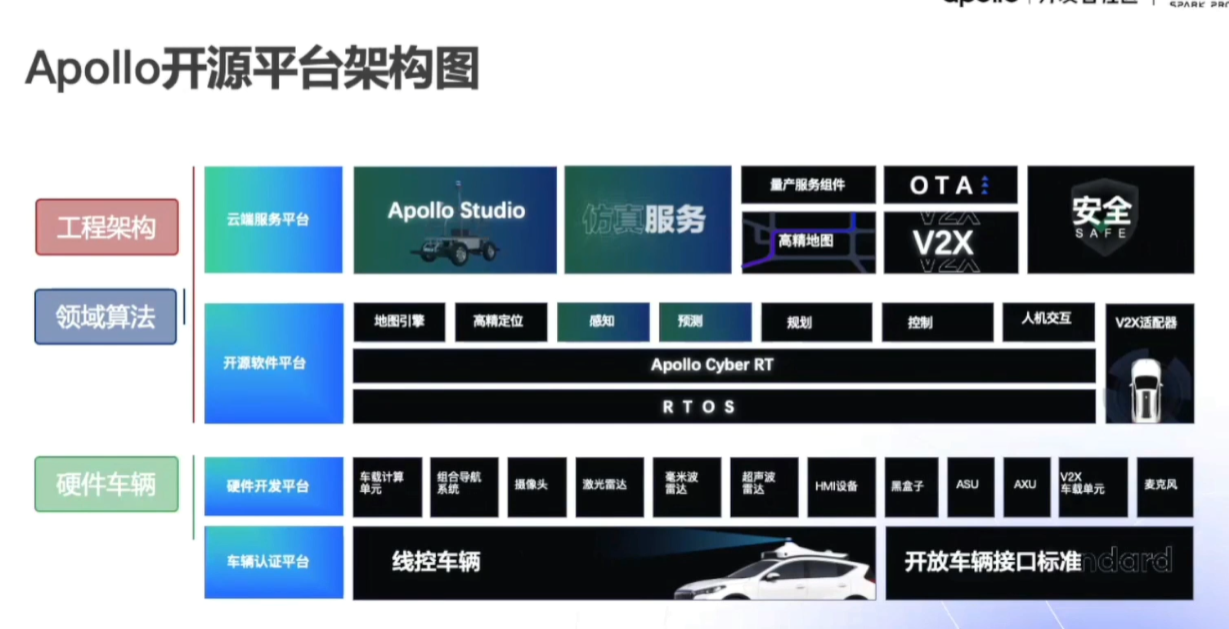 Apollo开源平台架构图
工程架构
领域算法
硬件车辆
云端服务平台
Apollo Studio
仿真服务
量产服务组件
高精地图
OTA
V2X
安全
SAFE
开源软件平台
地图引擎
高精定位
感知
预测
规划
控制
人机交互
V2X适配器
Apollo Cyber RT
RTOS
硬件开发平台
车载计算
单元
组合导航
系统
摄像头
激光雷达
毫米波
雷达
超声波
雷达
HMI设备
黑盒子
ASU
AXU
V2X
车载单元
麦克风
车辆认证平台
线控车辆
开放车辆接口标准